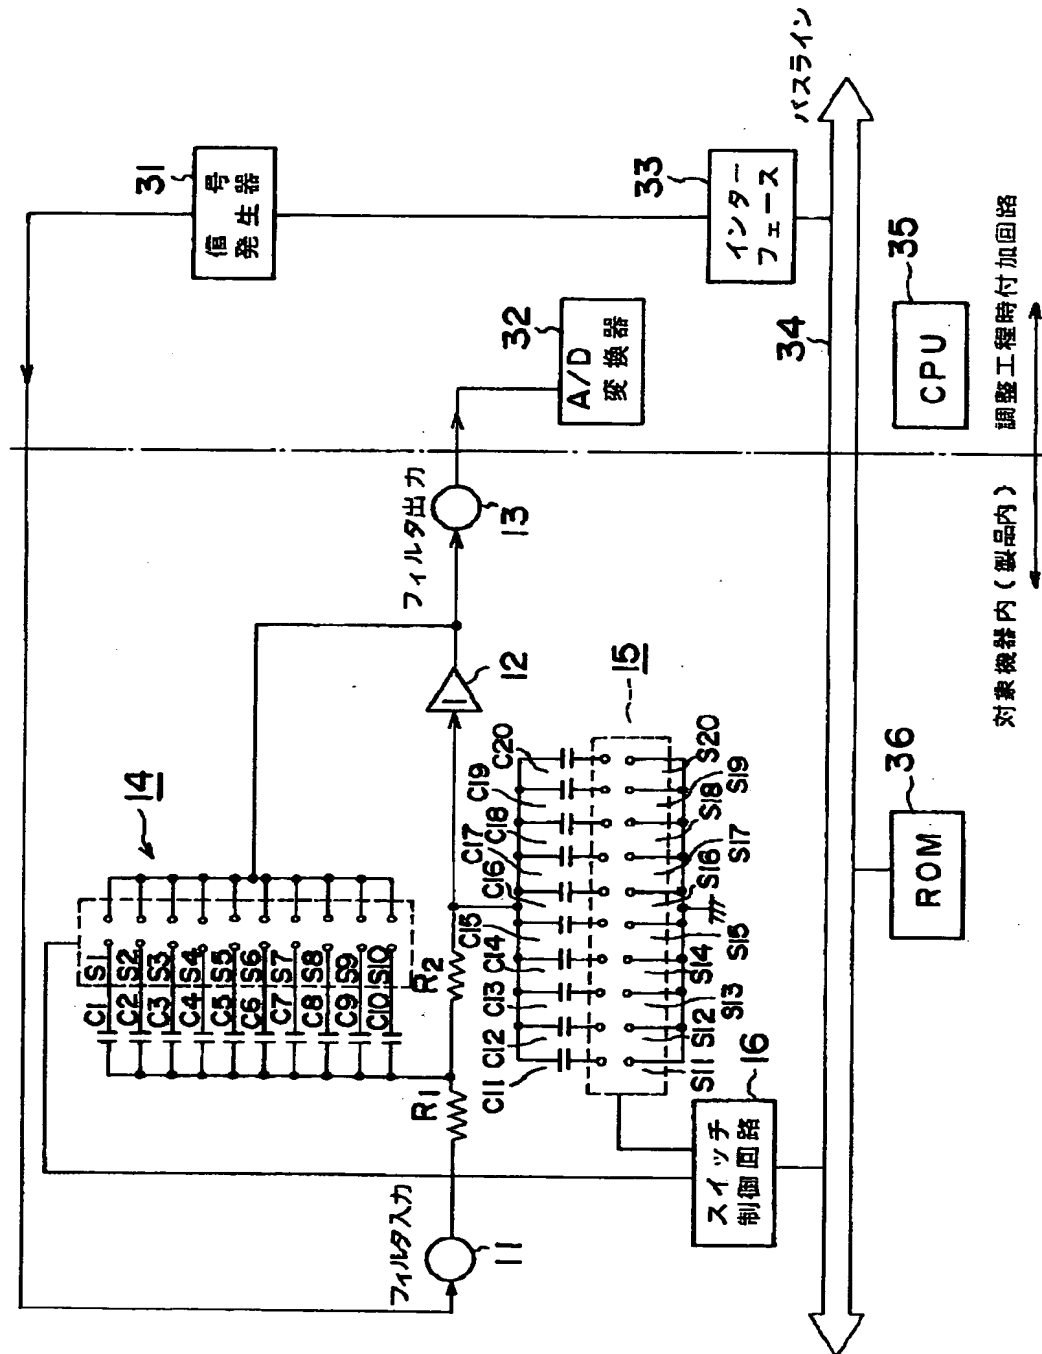 信号発生器
31
32
A/D変換器
インターフェース
33
バスライン
34
CPU
35
調整工程時付加回路
対象機器内(製品内)
フィルタ出力
13
12
14
15
C1 S1
C2 S2
C3 S3
C4 S4
C5 S5
C6 S6
C7 S7
C8 S8
C9 S9
C10 S10
R1
R2
C11
C12
C13
C14
C15
C16
C17
C18
C19
C20
S11
S12
S13
S14
S15
S16
S17
S18
S19
S20
フィルタ入力
11
スイッチ制御回路
16
ROM
36